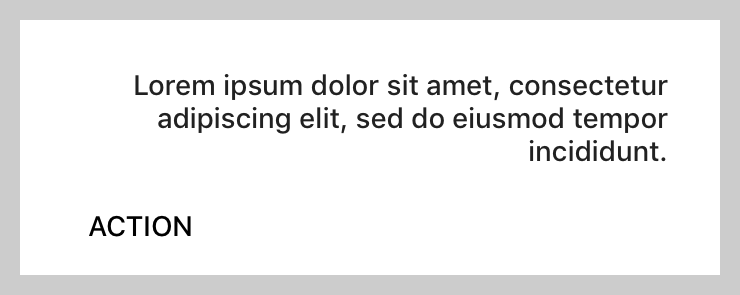 Lorem ipsum dolor sit amet, consectetur
adipiscing elit, sed do eiusmod tempor
incididunt.
ACTION